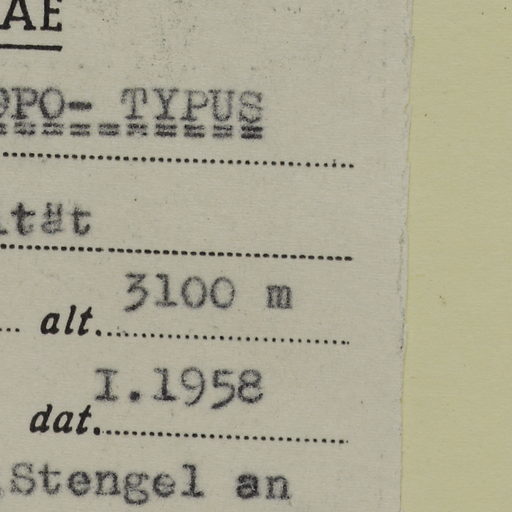 AE
OPO- TYPUS
ität
3100 m
alt.
I.1958
dat.
.Stengel an